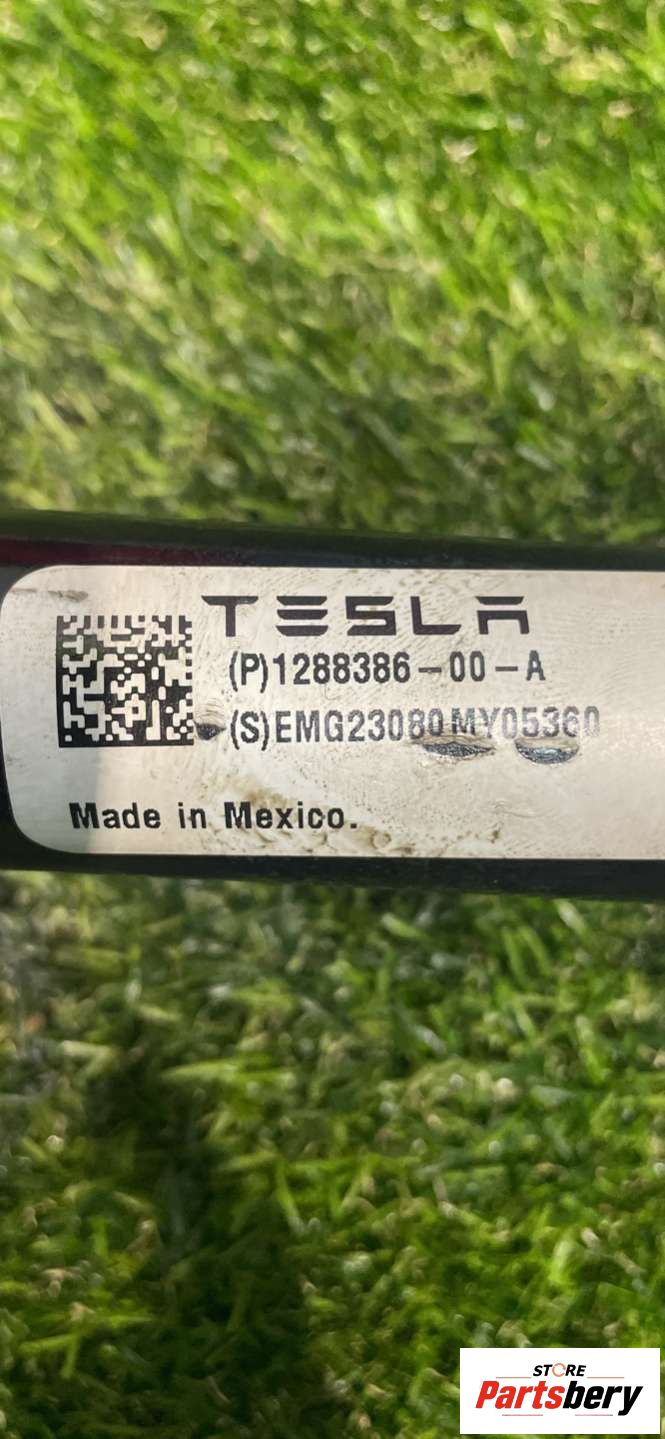 TESLA
(P)1288386-00-A
(S)EMG23080MY05360
Made in Mexico.
STORE
Partsbery